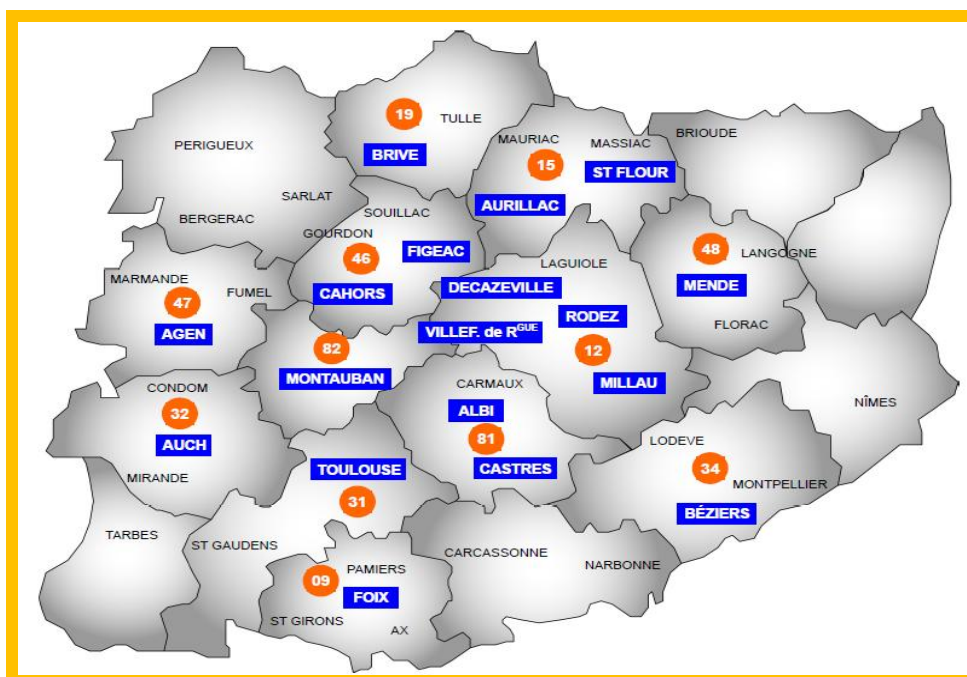 19
TULLE
BRIVE
PERIGUEUX
SARLAT
BERGERAC
MAURIAC
MASSIAC
15
ST FLOUR
AURILLAC
BRIOUDE
SOUILLAC
GOURDON
46
FIGEAC
CAHORS
48
LANGOGNE
MENDE
FLORAC
MARMANDE
47
FUMEL
AGEN
LAGUIOLE
DECAZEVILLE
RODEZ
VILLEF. de RGUE
12
MILLAU
82
MONTAUBAN
CONDOM
32
AUCH
MIRANDE
CARMAUX
ALBI
81
CASTRES
NÎMES
LODEVE
34
MONTPELLIER
BÉZIERS
TOULOUSE
31
TARBES
ST GAUDENS
CARCASSONNE
NARBONNE
09
PAMIERS
FOIX
ST GIRONS
AX